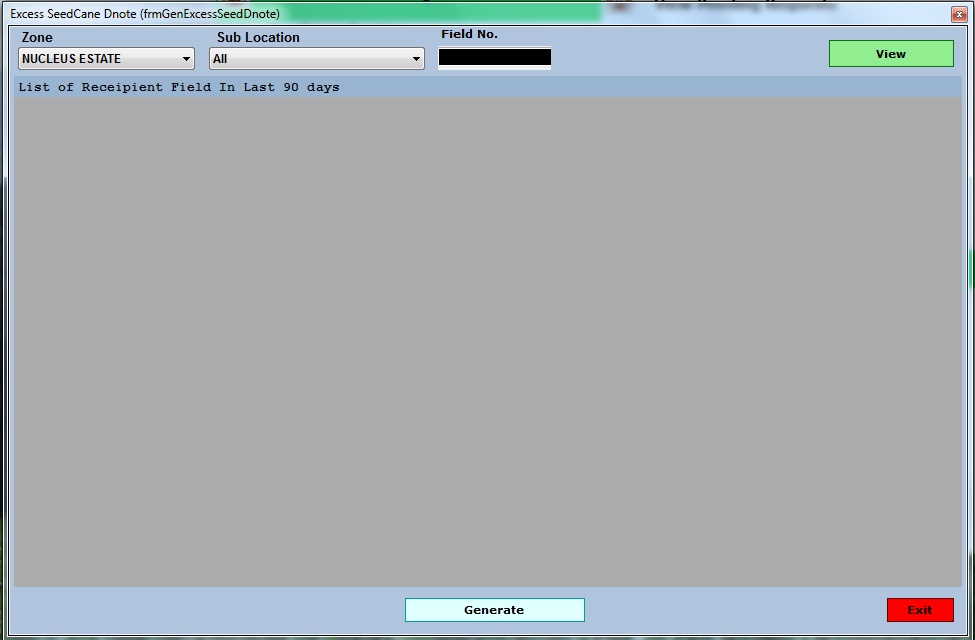 Excess SeedCane Dnote (frmGenExcessSeedDnote)
Zone
Sub Location
Field No.
NUCLEUS ESTATE
All
View
List of Receipient Field In Last 90 days
Generate
Exit